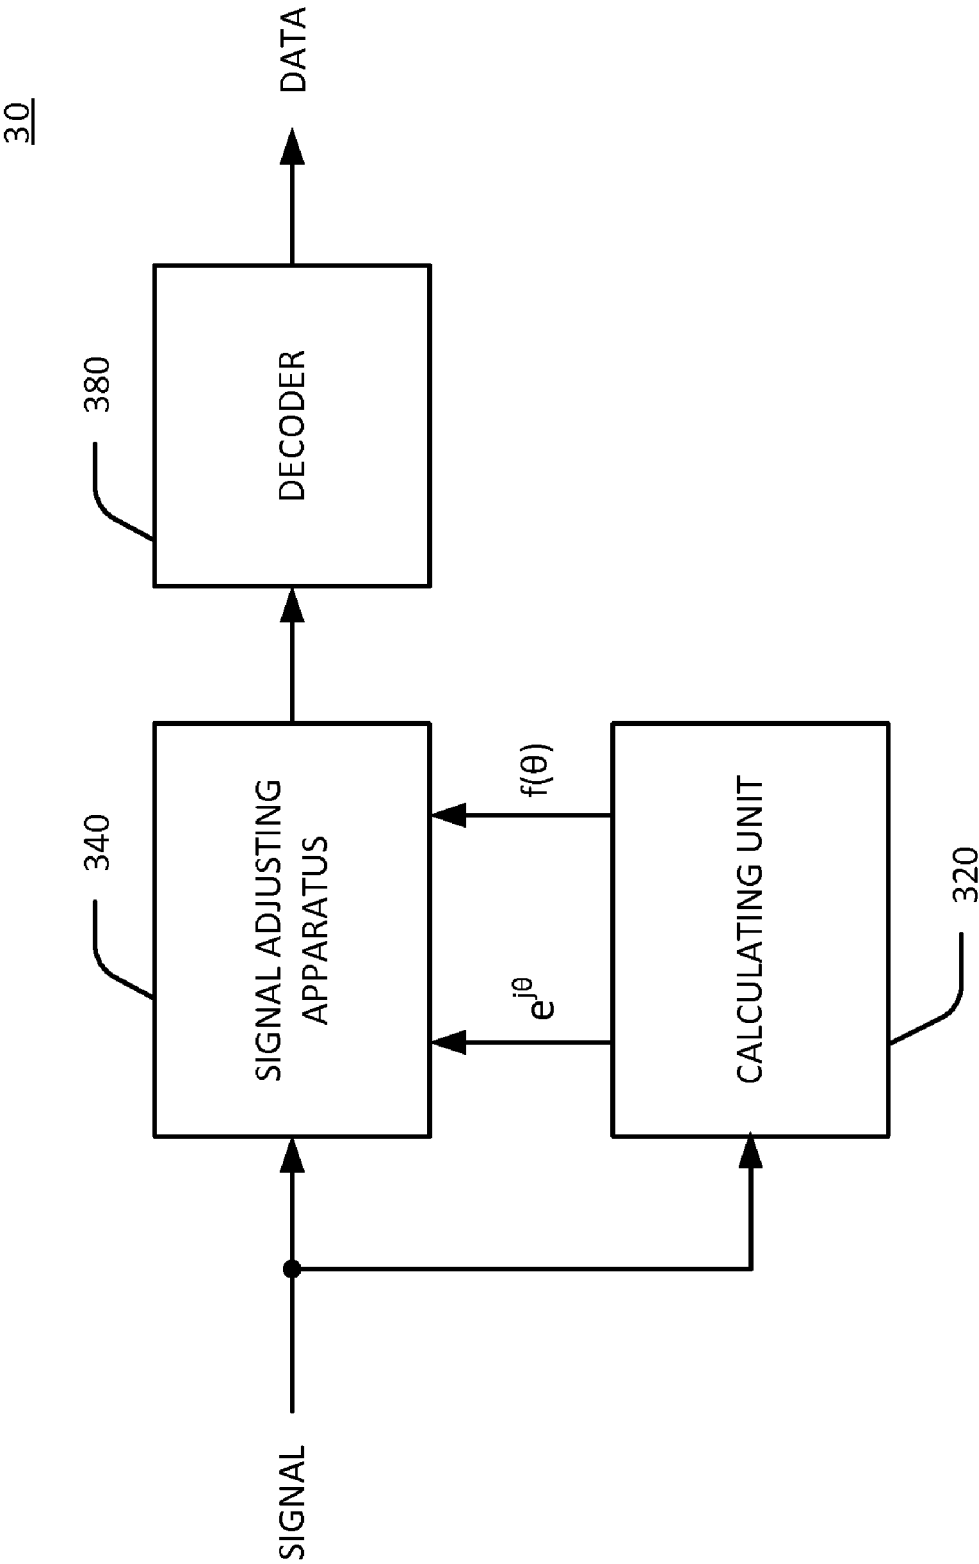 30
380
340
SIGNAL
SIGNAL ADJUSTING
APPARATUS
DECODER
DATA
e^jθ
f(θ)
CALCULATING UNIT
320